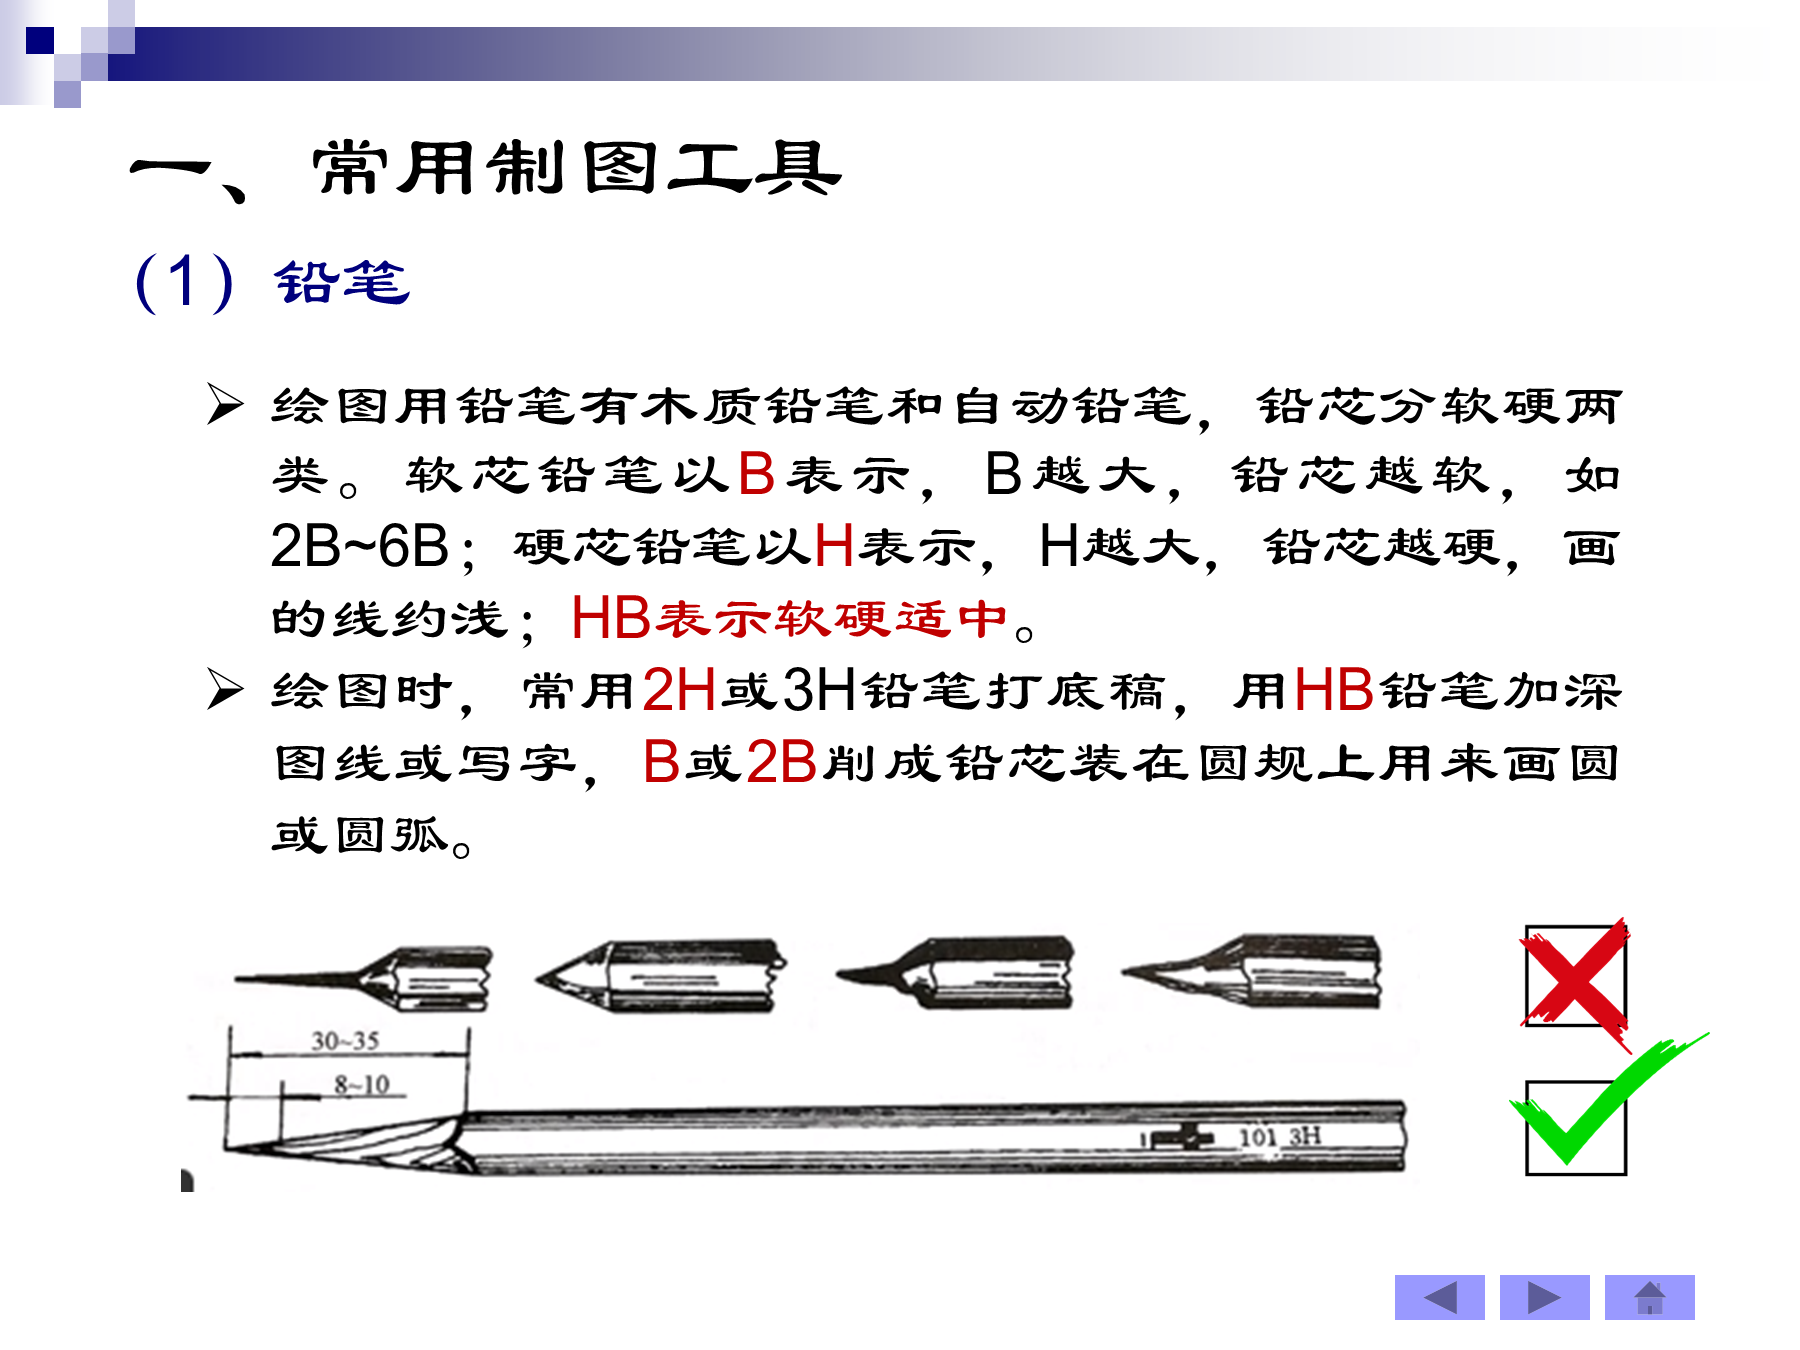 一、常用制图工具
（1）铅笔
绘图用铅笔有木质铅笔和自动铅笔，铅芯分软硬两
类。软芯铅笔以B表示，B越大，铅芯越软，如
2B~6B；硬芯铅笔以H表示，H越大，铅芯越硬，画
的线约浅；HB表示软硬适中。
绘图时，常用2H或3H铅笔打底稿，用HB铅笔加深
图线或写字，B或2B削成铅芯装在圆规上用来画圆
或圆弧。
30~35
8~10
101 3H